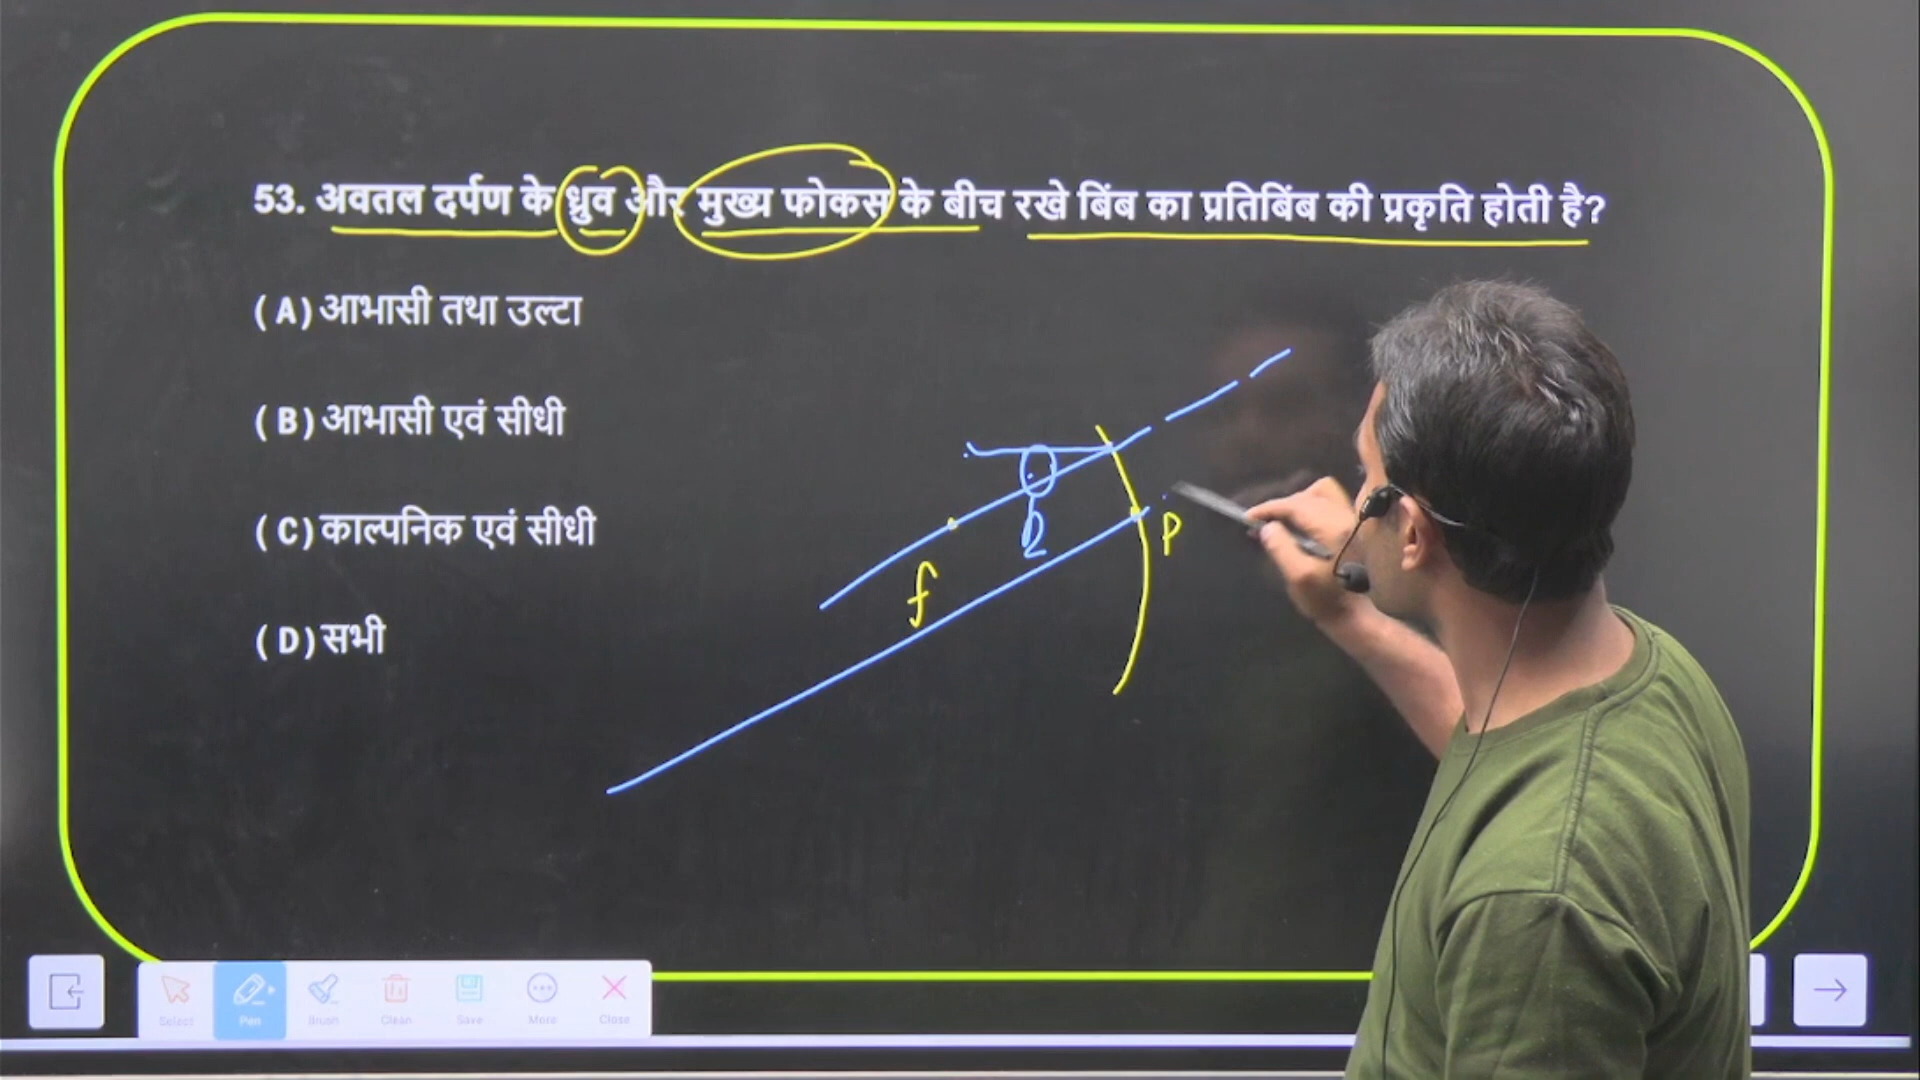 53. अवतल दर्पण के ध्रुव और मुख्य फोकस के बीच रखे बिंब का प्रतिबिंब की प्रकृति होती है?
(A) आभासी तथा उल्टा
(B) आभासी एवं सीधी
(C) काल्पनिक एवं सीधी
(D) सभी
P
f
Select
Pen
Brush
Clean
Save
More
Close